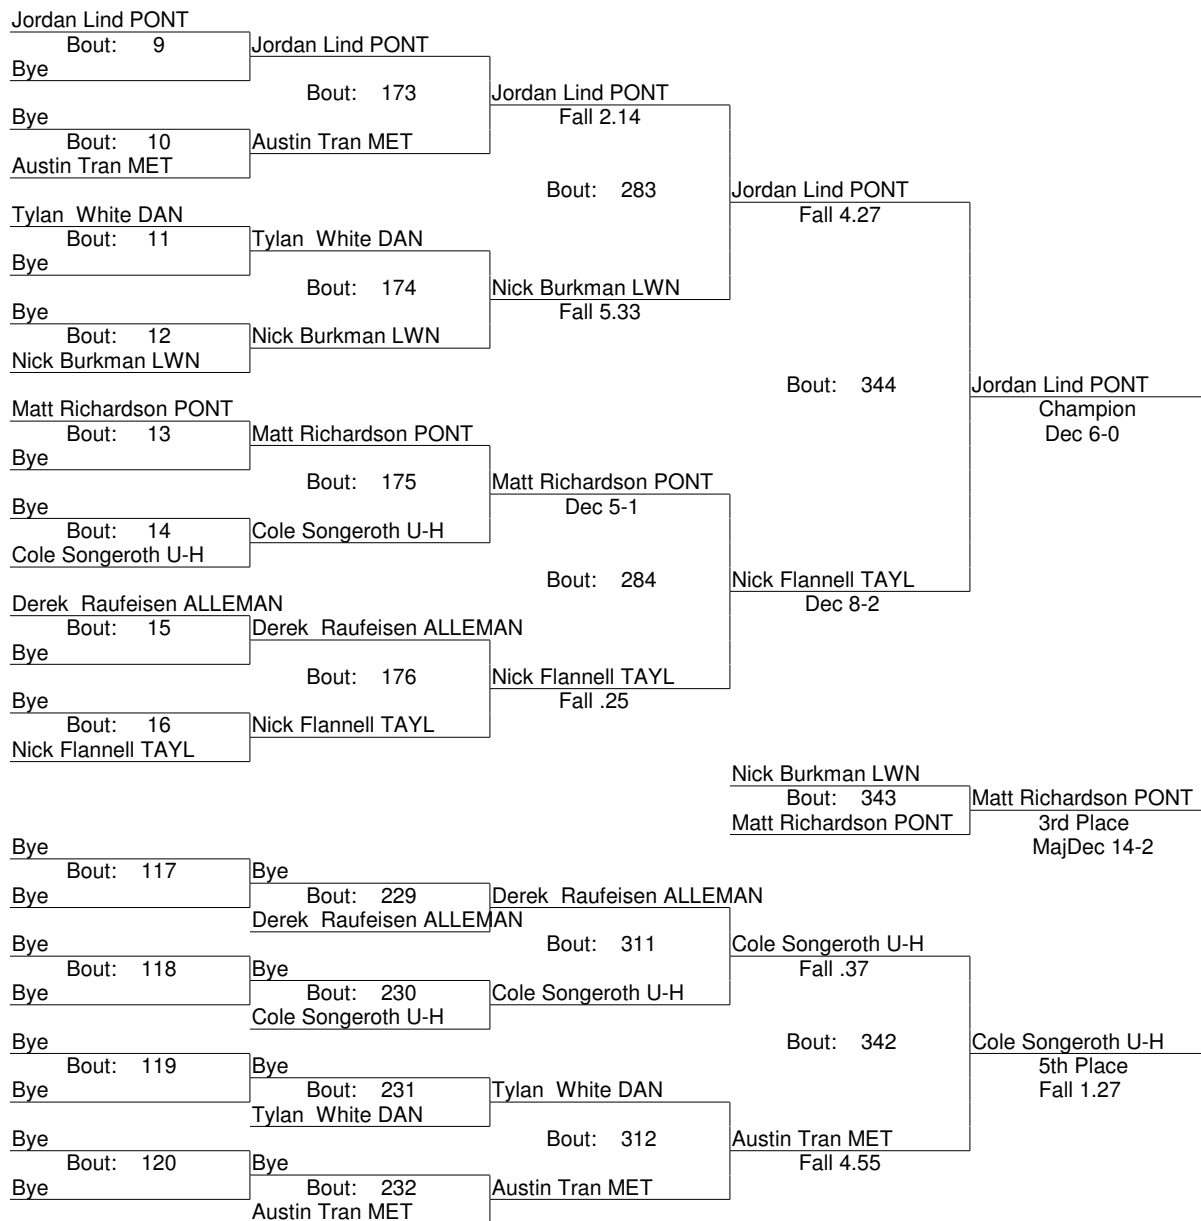 Jordan Lind PONT
Bout: 9
Jordan Lind PONT
Bye
Bout: 173
Jordan Lind PONT
Bye
Fall 2.14
Bout: 10
Austin Tran MET
Austin Tran MET
Bout: 283
Jordan Lind PONT
Tylan  White DAN
Fall 4.27
Bout: 11
Tylan  White DAN
Bye
Bout: 174
Nick Burkman LWN
Bye
Fall 5.33
Bout: 12
Nick Burkman LWN
Nick Burkman LWN
Bout: 344
Jordan Lind PONT
Matt Richardson PONT
Champion
Bout: 13
Matt Richardson PONT
Dec 6-0
Bye
Bout: 175
Matt Richardson PONT
Bye
Dec 5-1
Bout: 14
Cole Songeroth U-H
Cole Songeroth U-H
Bout: 284
Nick Flannell TAYL
Derek  Raufeisen ALLEMAN
Dec 8-2
Bout: 15
Derek  Raufeisen ALLEMAN
Bye
Bout: 176
Nick Flannell TAYL
Bye
Fall .25
Bout: 16
Nick Flannell TAYL
Nick Flannell TAYL
Nick Burkman LWN
Bout: 343
Matt Richardson PONT
Matt Richardson PONT
3rd Place
MajDec 14-2
Bye
Bout: 117
Bye
Bye
Bout: 229
Derek  Raufeisen ALLEMAN
Derek  Raufeisen ALLEMAN
Bye
Bout: 311
Cole Songeroth U-H
Bout: 118
Bye
Fall .37
Bye
Bout: 230
Cole Songeroth U-H
Cole Songeroth U-H
Bye
Bout: 342
Cole Songeroth U-H
Bout: 119
Bye
5th Place
Bye
Bout: 231
Tylan  White DAN
Fall 1.27
Tylan  White DAN
Bye
Bout: 312
Austin Tran MET
Bout: 120
Bye
Fall 4.55
Bye
Bout: 232
Austin Tran MET
Austin Tran MET